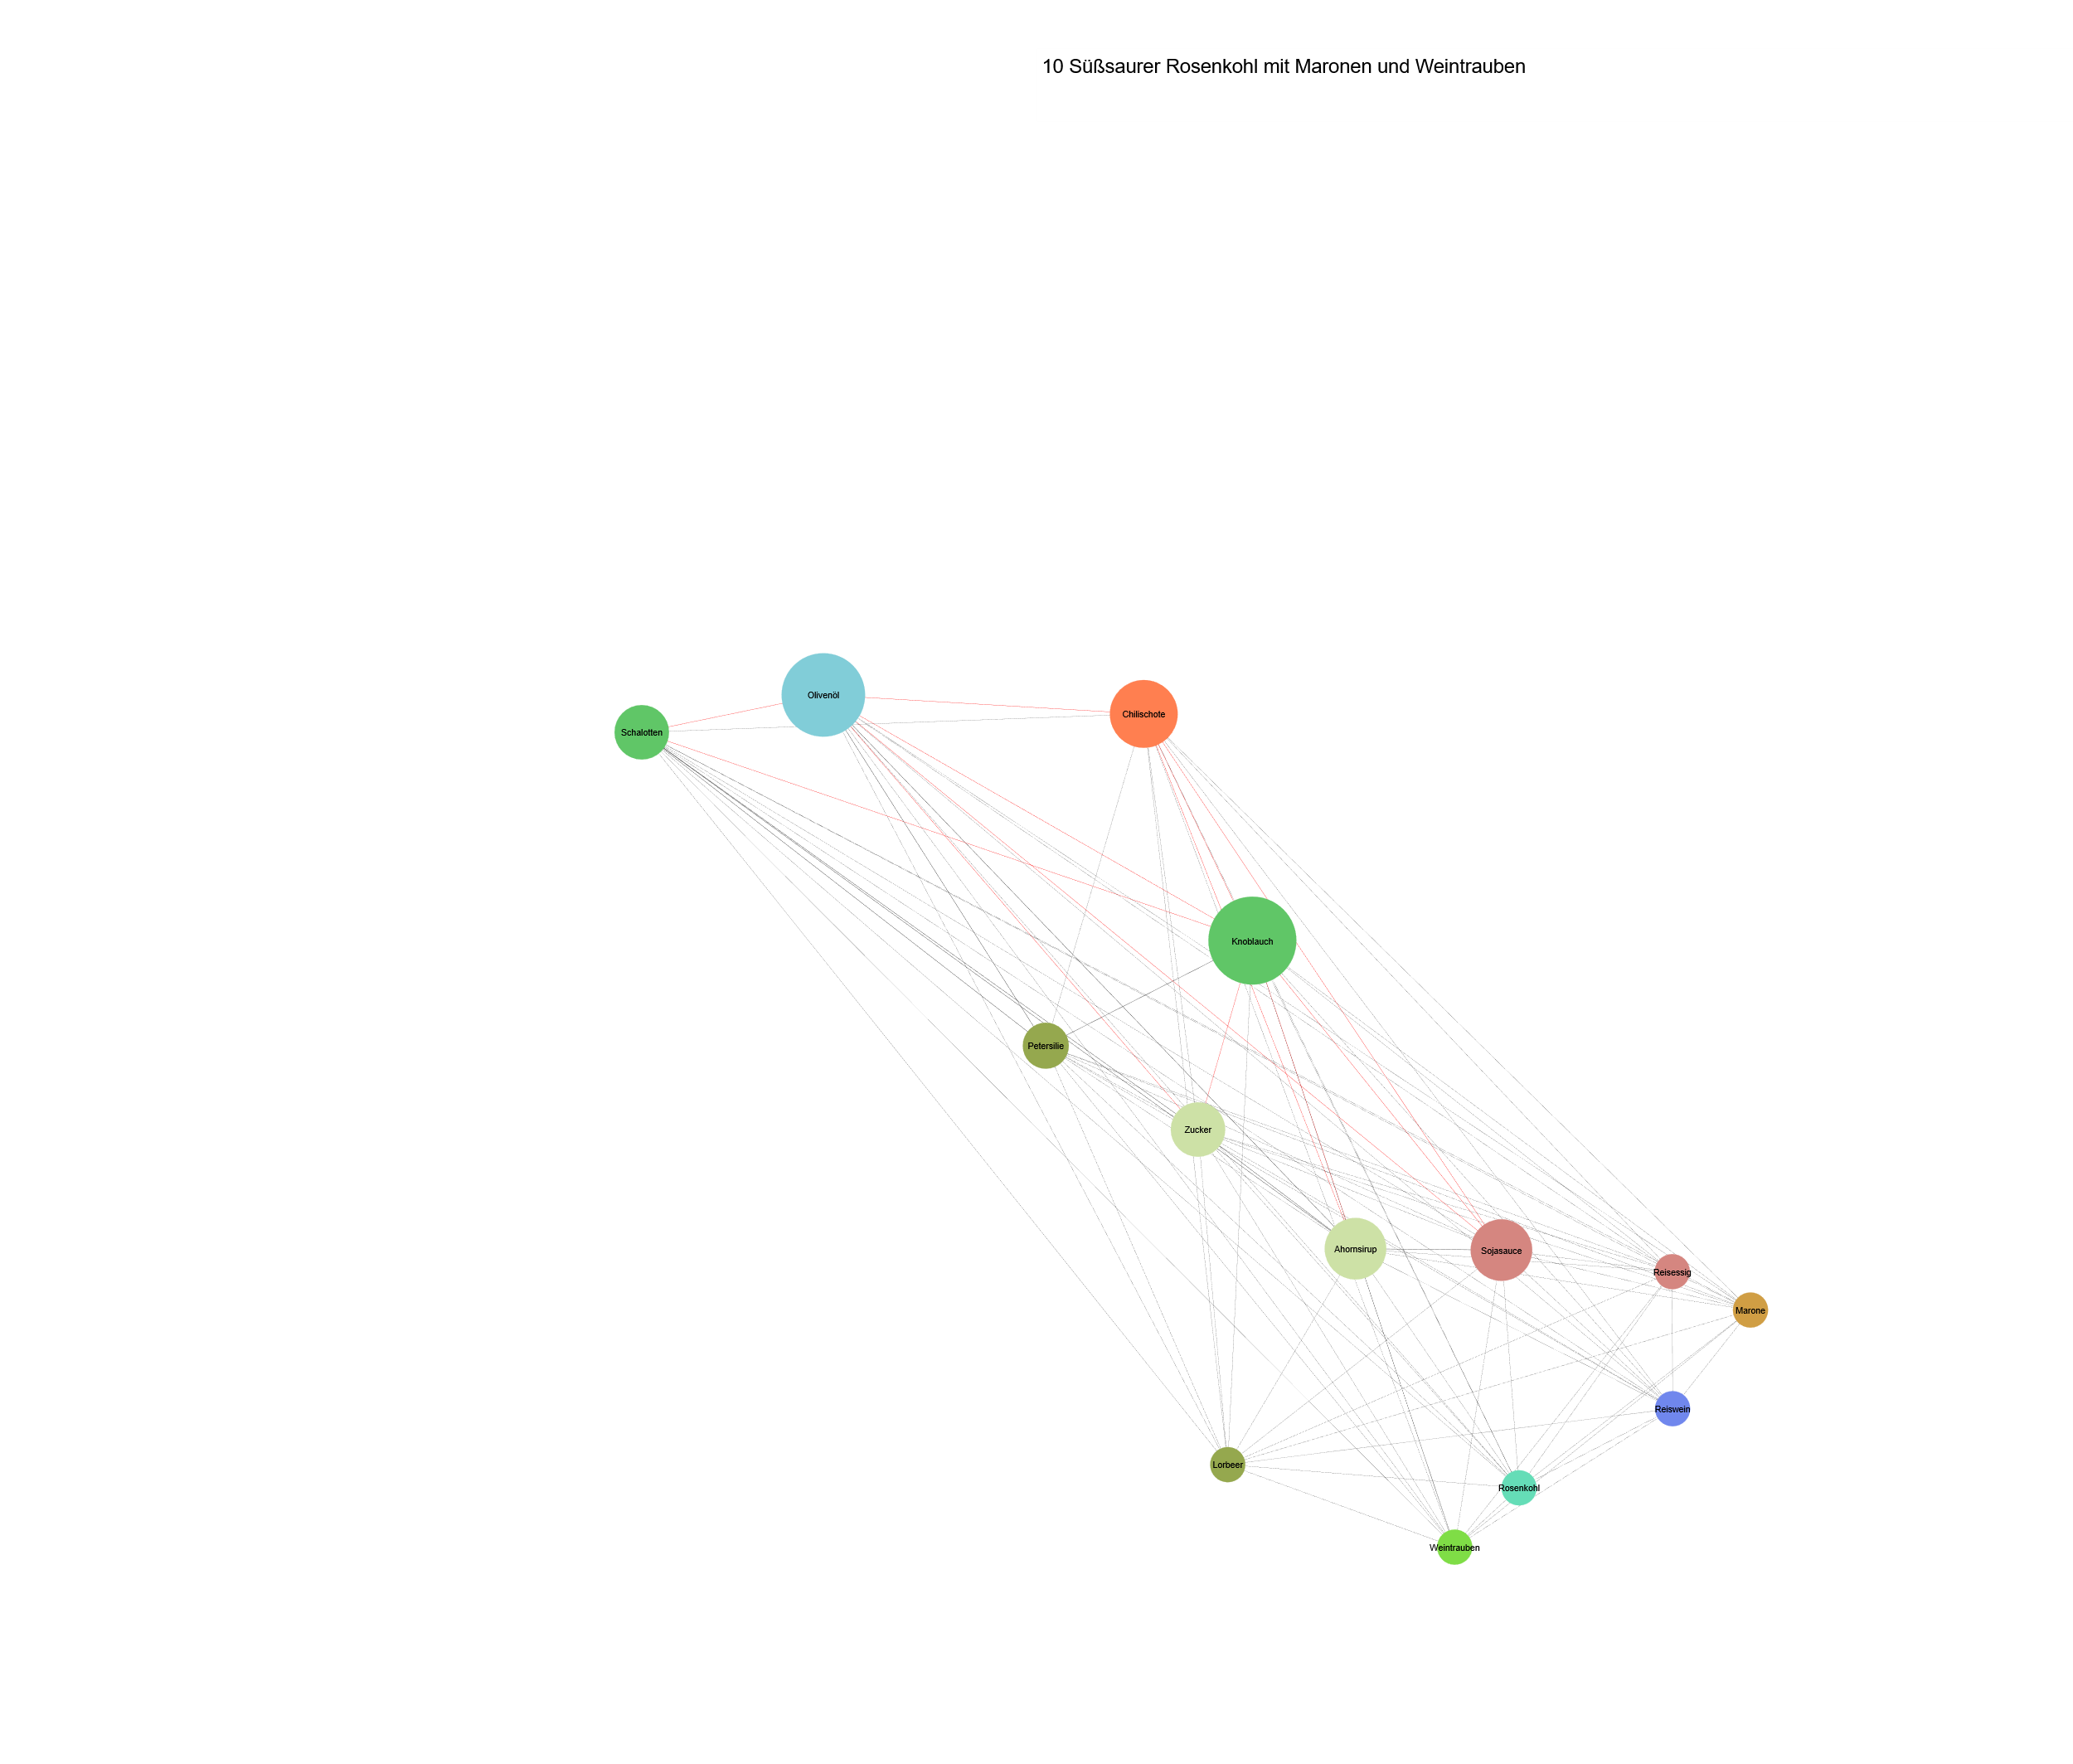 10 Süßsaurer Rosenkohl mit Maronen und Weintrauben
Olivenöl
Chilischote
Schalotten
Knoblauch
Petersilie
Zucker
Ahornsirup
Sojasauce
Reisessig
Marone
Reiswein
Lorbeer
Rosenkohl
Weintrauben